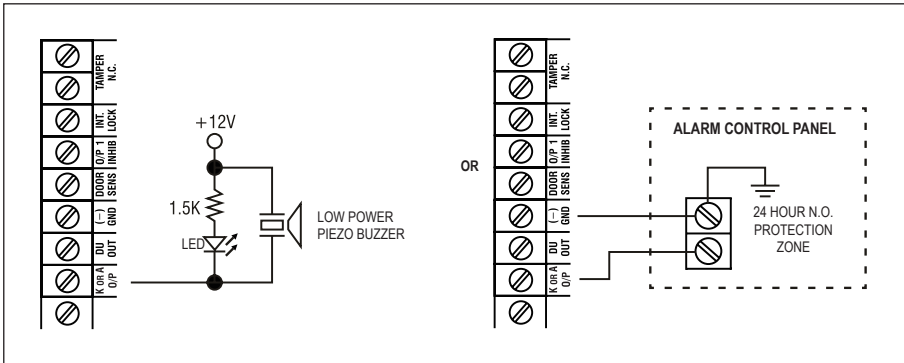 TAMPER
N.C.
INT.
LOCK
O/P 1
INHIB
DOOR
SENS
(–)
GND
DU
OUT
K OR A
O/P
+12V
1.5K
LED
LOW POWER
PIEZO BUZZER
OR
TAMPER
N.C.
INT.
LOCK
O/P 1
INHIB
DOOR
SENS
(–)
GND
DU
OUT
K OR A
O/P
ALARM CONTROL PANEL
24 HOUR N.O.
PROTECTION
ZONE